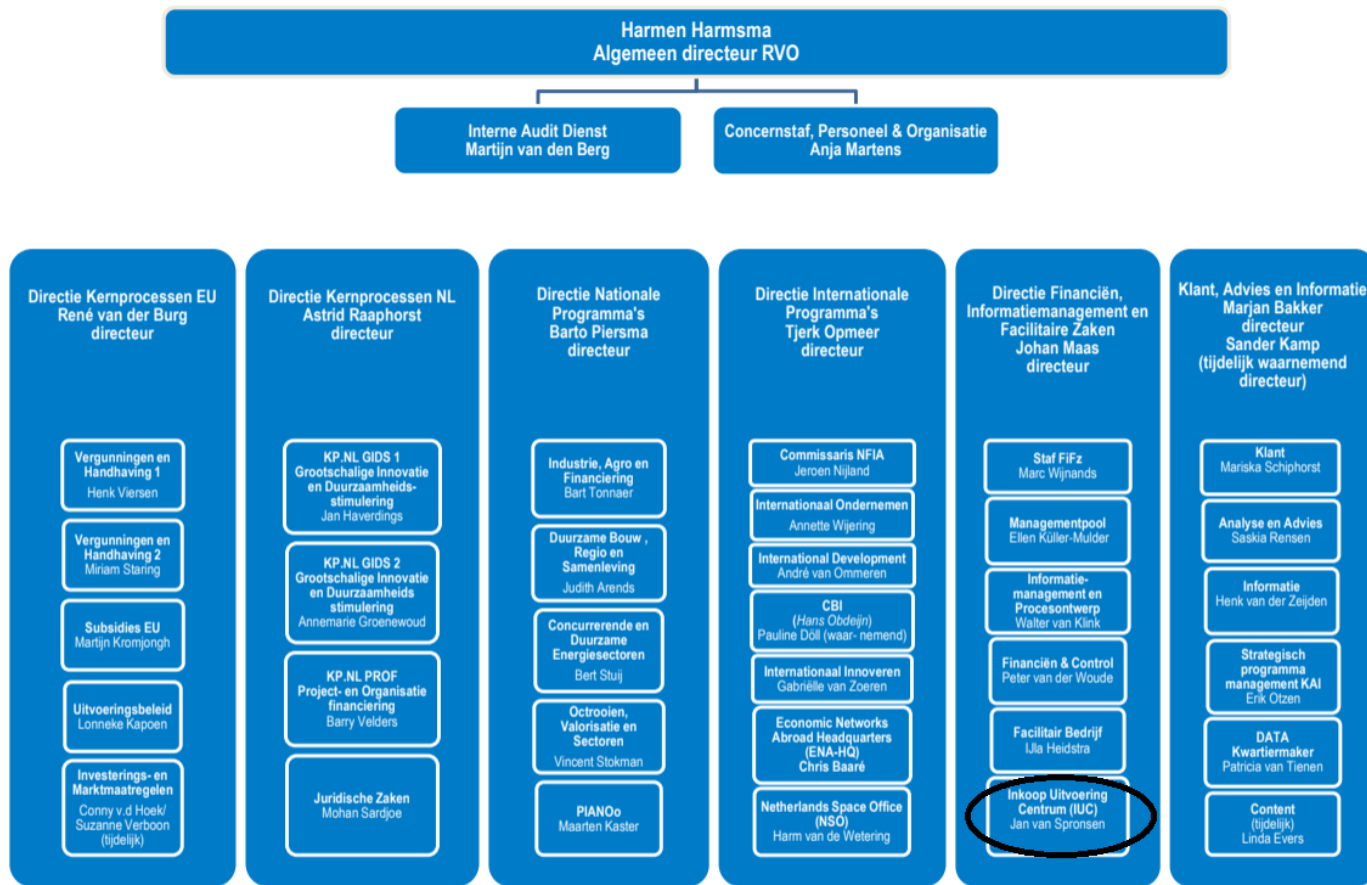 Harmen Harmsma
Algemeen directeur RVO
Interne Audit Dienst
Martijn van den Berg
Concernstaf, Personeel & Organisatie
Anja Martens
Directie Kernprocessen EU
René van der Burg
directeur
Vergunningen en
Handhaving 1
Henk Viersen
Vergunningen en
Handhaving 2
Miriam Staring
Subsidies EU
Martijn Kromjongh
Uitvoeringsbeleid
Lonneke Kapoen
Investerings- en
Marktmaatregelen
Conny v.d Hoek/
Suzanne Verboon
(tijdelijk)
Directie Kernprocessen NL
Astrid Raaphorst
directeur
KP.NL GIDS 1
Grootschalige Innovatie
en Duurzaamheids-
stimulering
Jan Haverdings
KP.NL GIDS 2
Grootschalige Innovatie
en Duurzaamheids
stimulering
Annemarie Groenewoud
KP.NL PROF
Project- en Organisatie
financiering
Barry Velders
Juridische Zaken
Mohan Sardjoe
Directie Nationale
Programma's
Barto Piersma
directeur
Industrie, Agro en
Financiering
Bart Tonnaer
Duurzame Bouw ,
Regio en
Samenleving
Judith Arends
Concurrerende en
Duurzame
Energiesectoren
Bert Stuij
Octrooien,
Valorisatie en
Sectoren
Vincent Stokman
PIANOo
Maarten Kaster
Directie Internationale
Programma's
Tjerk Opmeer
directeur
Commissaris NFIA
Jeroen Nijland
Internationaal Ondernemen
Annette Wijering
International Development
André van Ommeren
CBI
(Hans Obdeijn)
Pauline Döll (waar- nemend)
Internationaal Innoveren
Gabriëlle van Zoeren
Economic Networks
Abroad Headquarters
(ENA-HQ)
Chris Baaré
Netherlands Space Office
(NSO)
Harm van de Wetering
Directie Financiën,
Informatiemanagement en
Facilitaire Zaken
Johan Maas
directeur
Staf FiFz
Marc Wijnands
Managementpool
Ellen Küller-Mulder
Informatie-
management en
Procesontwerp
Walter van Klink
Financiën & Control
Peter van der Woude
Facilitair Bedrijf
IJla Heidstra
Inkoop Uitvoering
Centrum (IUC)
Jan van Spronsen
Klant, Advies en Informatie
Marjan Bakker
directeur
Sander Kamp
(tijdelijk waarnemend
directeur)
Klant
Mariska Schiphorst
Analyse en Advies
Saskia Rensen
Informatie
Henk van der Zeijden
Strategisch
programma
management KAI
Erik Otzen
DATA
Kwartiermaker
Patricia van Tienen
Content
(tijdelijk)
Linda Evers